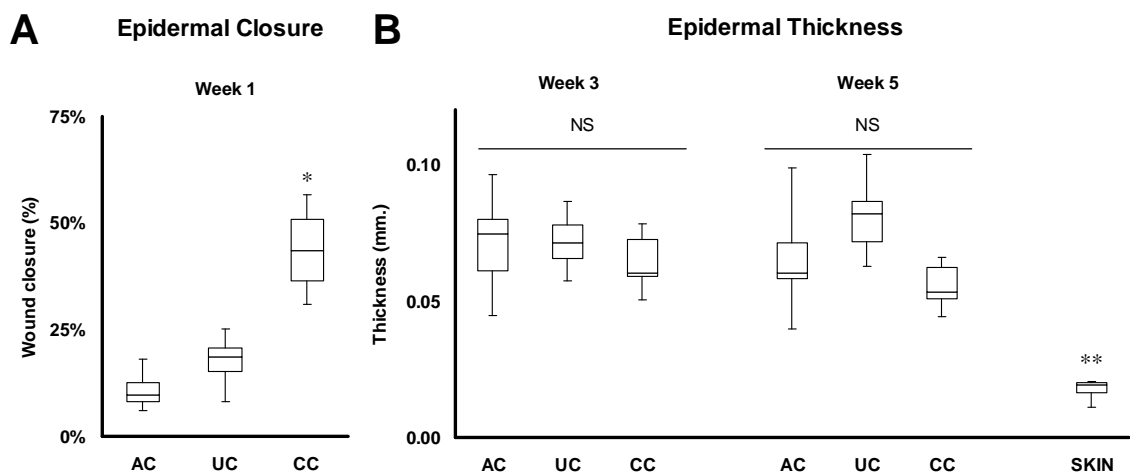 A Epidermal Closure
Week 1
Wound closure (%)
75%
50%
25%
0%
*
AC UC CC
B Epidermal Thickness
Week 3 Week 5
NS NS
Thickness (mm.)
0.10
0.05
0.00
**
AC UC CC AC UC CC SKIN